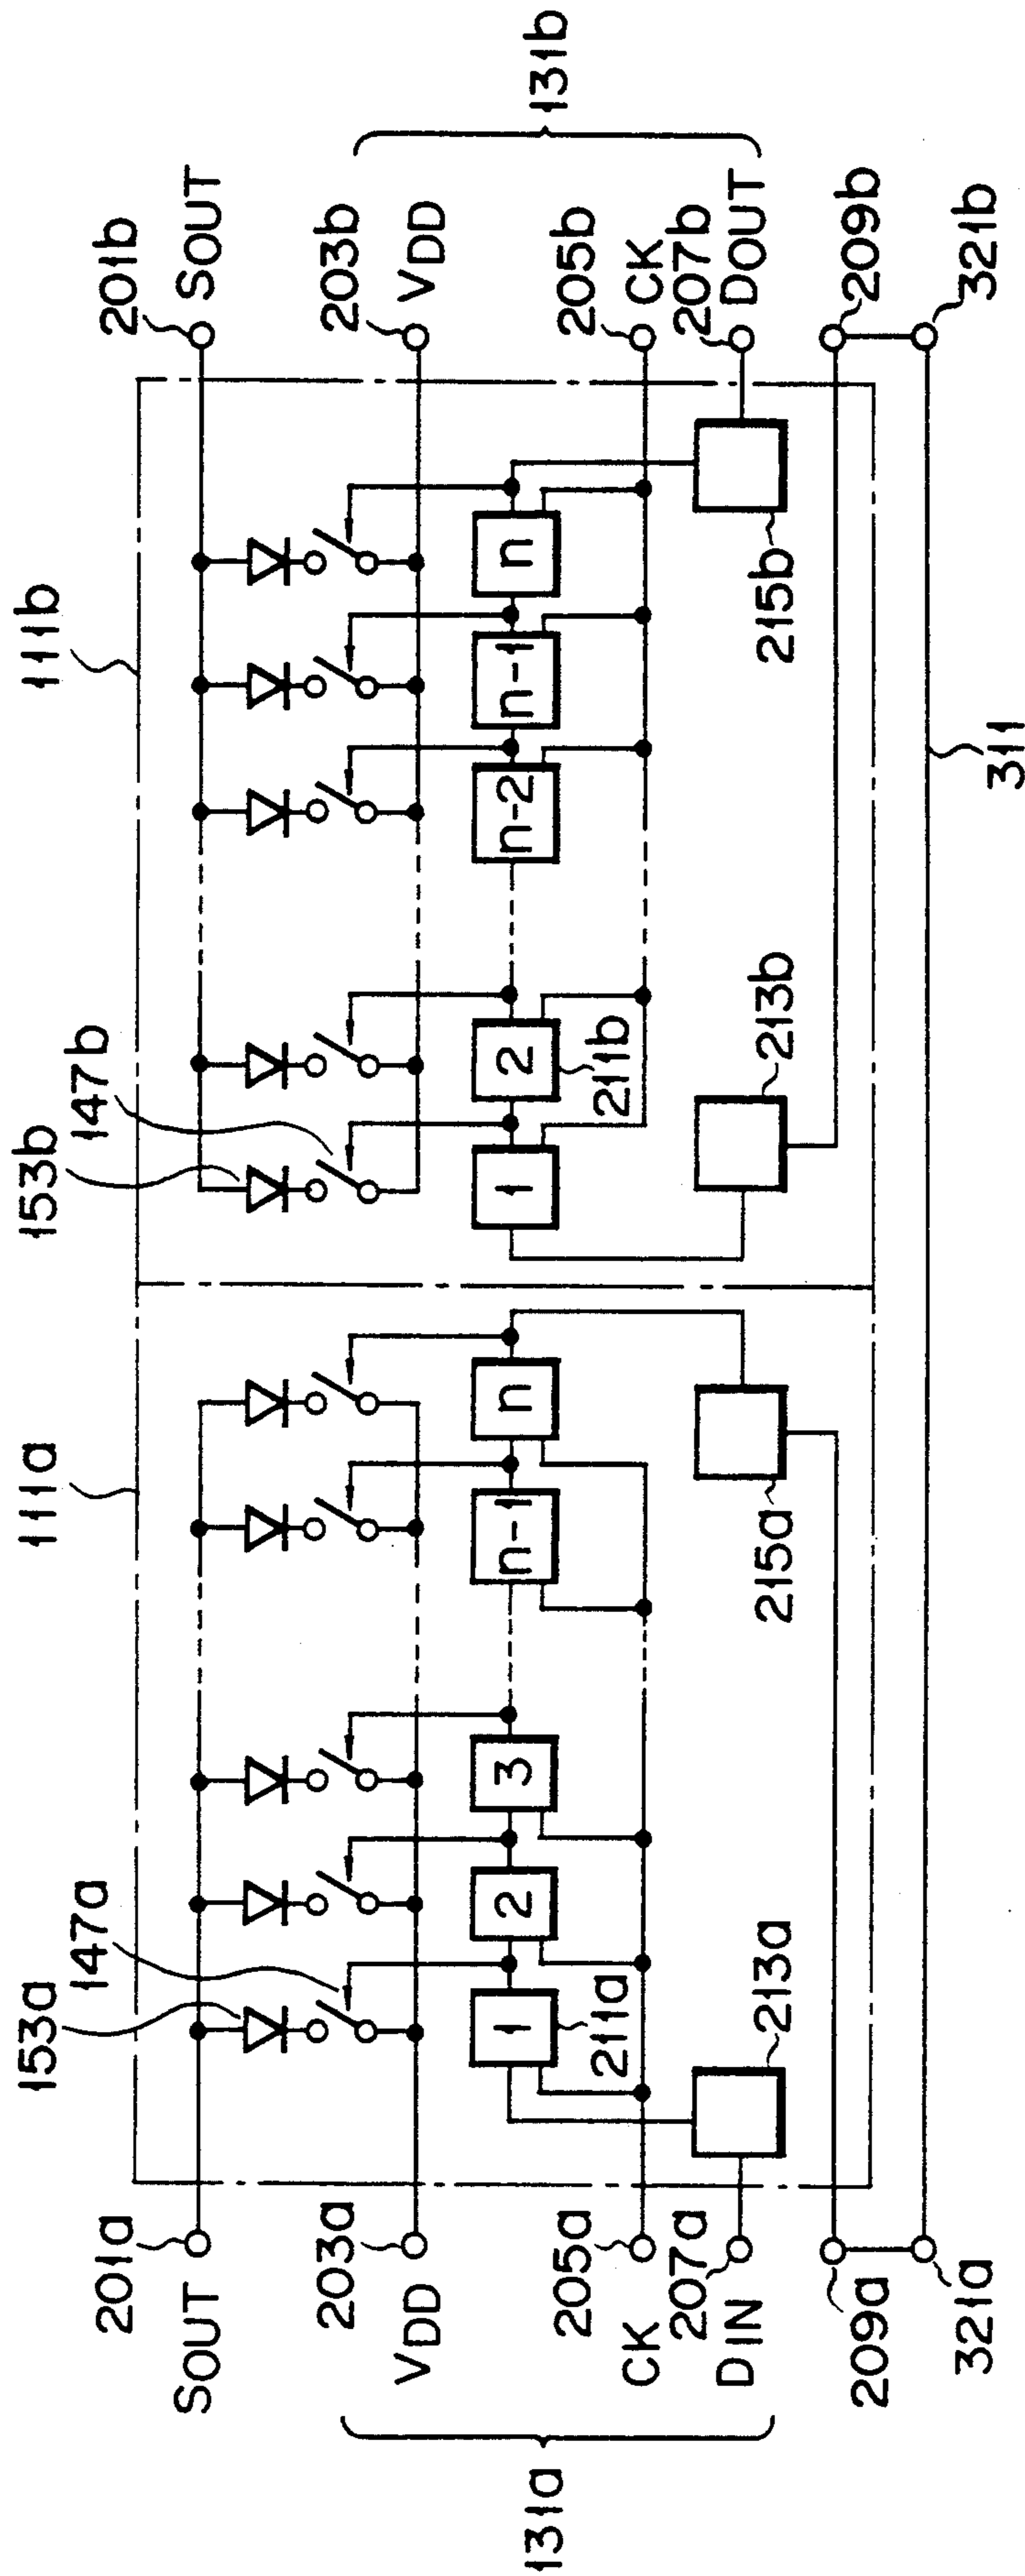 111a
111b
153a
147a
153b
147b
201a
SOUT
201b
SOUT
203a
VDD
203b
VDD
131a
131b
1
2
3
n-1
n
1
2
n-2
n-1
n
211a
211b
205a
CK
205b
CK
207a
DIN
207b
DOUT
213a
215a
213b
215b
209a
209b
321a
311
321b